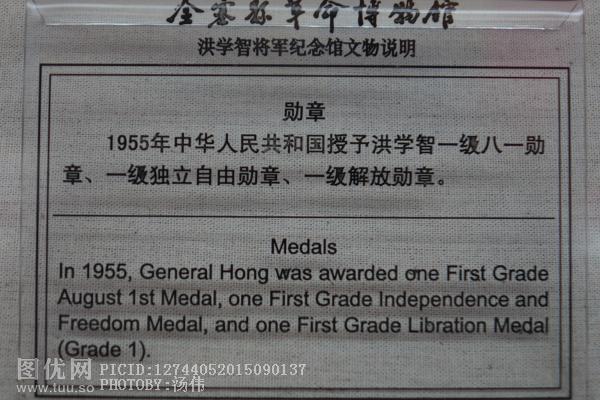 金寨县革命博物馆
洪学智将军纪念馆文物说明
勋章
1955年中华人民共和国授予洪学智一级八一勋
章、一级独立自由勋章、一级解放勋章。
Medals
In 1955, General Hong was awarded one First Grade
August 1st Medal, one First Grade Independence and
Freedom Medal, and one First Grade Libration Medal
(Grade 1).
图优网 PICID:12744052015090137
www.tuu.so PHOTOBY:汤伟